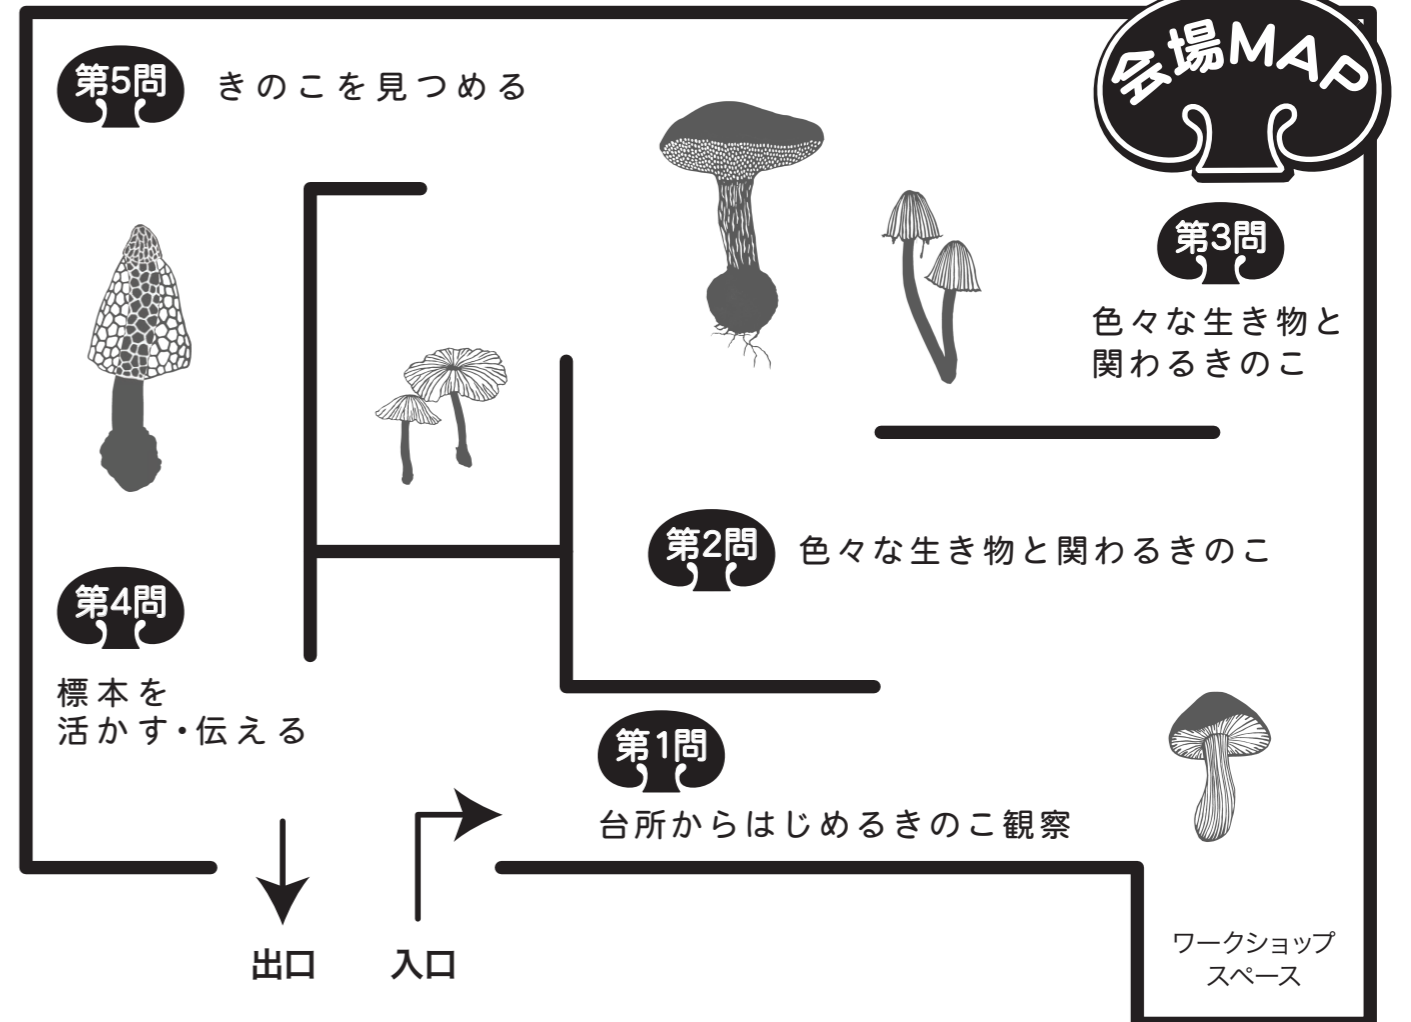 会場MAP
第5問
きのこを見つめる
第3問
色々な生き物と
関わるきのこ
第2問
色々な生き物と関わるきのこ
第4問
標本を
活かす・伝える
第1問
台所からはじめるきのこ観察
出口
入口
ワークショップ
スペース